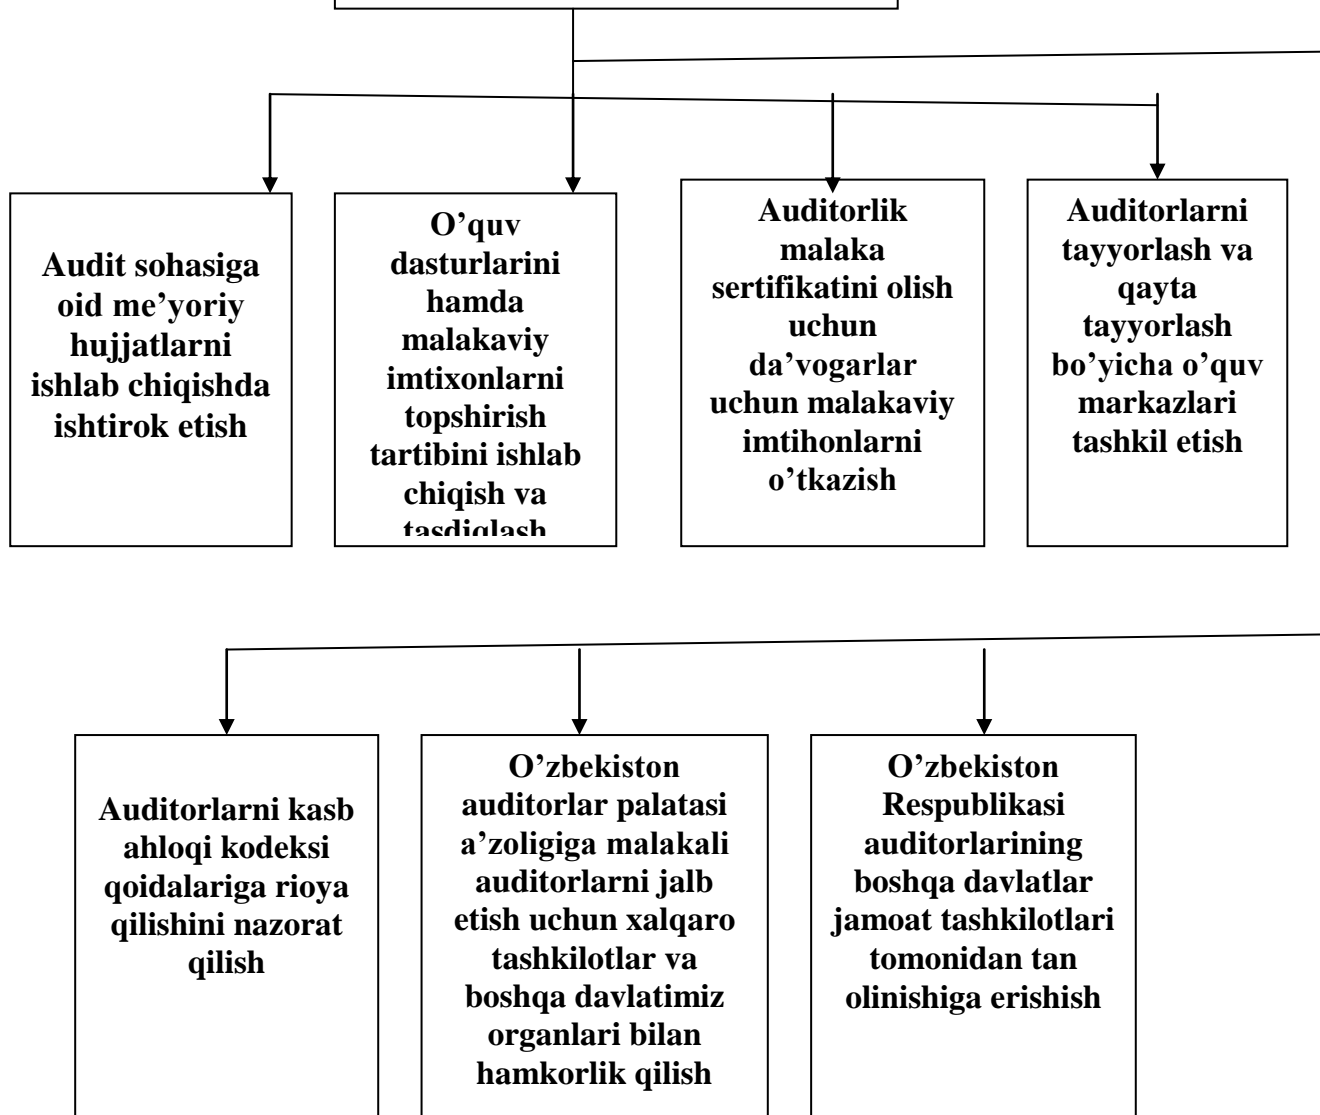 Audit sohasiga
oid me’yoriy
hujjatlarni
ishlab chiqishda
ishtirok etish
O’quv
dasturlarini
hamda
malakaviy
imtixonlarni
topshirish
tartibini ishlab
chiqish va
tasdiqlash
Auditorlik
malaka
sertifikatini olish
uchun
da’vogarlar
uchun malakaviy
imtihonlarni
o’tkazish
Auditorlarni
tayyorlash va
qayta
tayyorlash
bo’yicha o’quv
markazlari
tashkil etish
Auditorlarni kasb
ahloqi kodeksi
qoidalariga rioya
qilishini nazorat
qilish
O’zbekiston
auditorlar palatasi
a’zoligiga malakali
auditorlarni jalb
etish uchun xalqaro
tashkilotlar va
boshqa davlatimiz
organlari bilan
hamkorlik qilish
O’zbekiston
Respublikasi
auditorlarining
boshqa davlatlar
jamoat tashkilotlari
tomonidan tan
olinishiga erishish